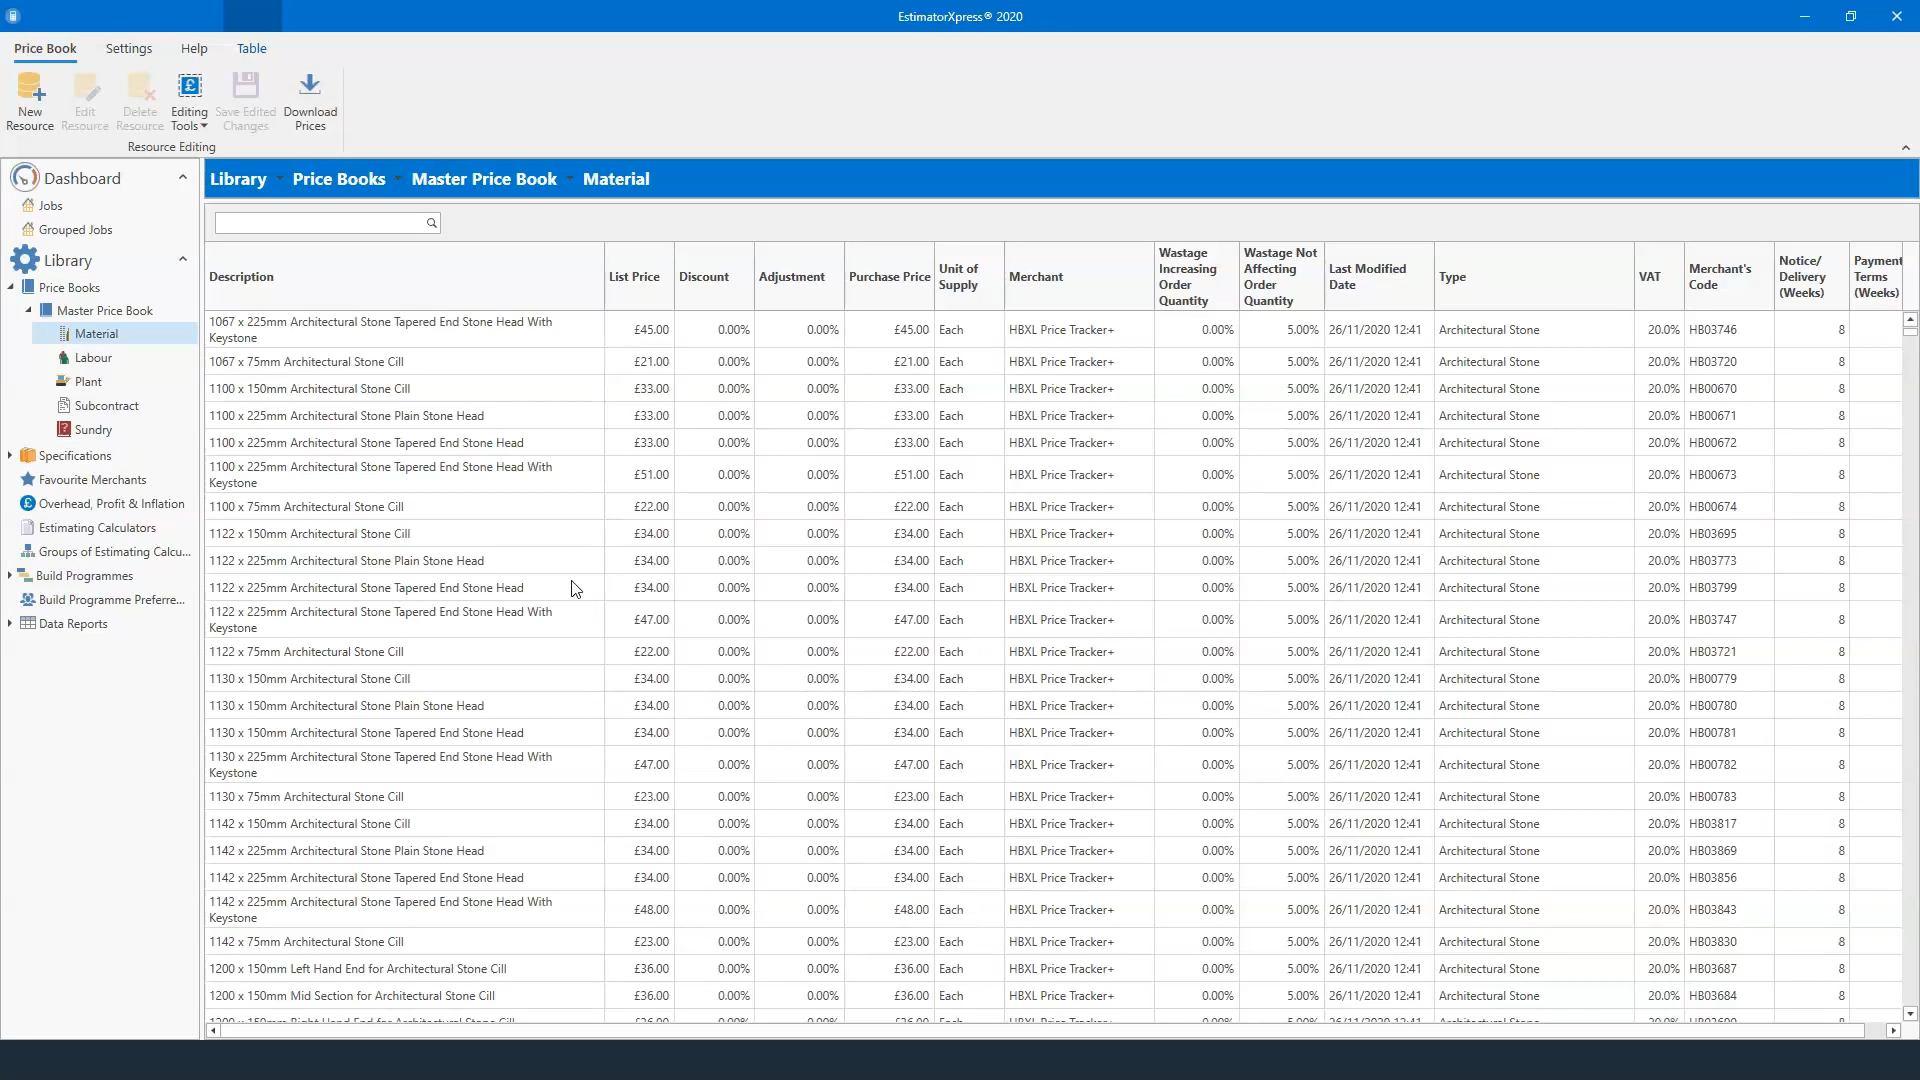 EstimatorXpress® 2020
Price Book Settings Help Table
New Resource
Edit Resource
Delete Resource
Editing Tools
Save Edited Changes
Download Prices
Resource Editing
Dashboard
Jobs
Grouped Jobs
Library
Price Books
Master Price Book
Material
Labour
Plant
Subcontract
Sundry
Specifications
Favourite Merchants
Overhead, Profit & Inflation
Estimating Calculators
Groups of Estimating Calcu...
Build Programmes
Build Programme Preferre...
Data Reports
Library Price Books Master Price Book Material
Description List Price Discount Adjustment Purchase Price Unit of Supply Merchant Wastage Increasing Order Quantity Wastage Not Affecting Order Quantity Last Modified Date Type VAT Merchant's Code Notice/ Delivery (Weeks) Payment Terms (Weeks)
1067 x 225mm Architectural Stone Tapered End Stone Head With Keystone £45.00 0.00% 0.00% £45.00 Each HBXL Price Tracker+ 0.00% 5.00% 26/11/2020 12:41 Architectural Stone 20.0% HB03746 8
1067 x 75mm Architectural Stone Cill £21.00 0.00% 0.00% £21.00 Each HBXL Price Tracker+ 0.00% 5.00% 26/11/2020 12:41 Architectural Stone 20.0% HB03720 8
1100 x 150mm Architectural Stone Cill £33.00 0.00% 0.00% £33.00 Each HBXL Price Tracker+ 0.00% 5.00% 26/11/2020 12:41 Architectural Stone 20.0% HB00670 8
1100 x 225mm Architectural Stone Plain Stone Head £33.00 0.00% 0.00% £33.00 Each HBXL Price Tracker+ 0.00% 5.00% 26/11/2020 12:41 Architectural Stone 20.0% HB00671 8
1100 x 225mm Architectural Stone Tapered End Stone Head £33.00 0.00% 0.00% £33.00 Each HBXL Price Tracker+ 0.00% 5.00% 26/11/2020 12:41 Architectural Stone 20.0% HB00672 8
1100 x 225mm Architectural Stone Tapered End Stone Head With Keystone £51.00 0.00% 0.00% £51.00 Each HBXL Price Tracker+ 0.00% 5.00% 26/11/2020 12:41 Architectural Stone 20.0% HB00673 8
1100 x 75mm Architectural Stone Cill £22.00 0.00% 0.00% £22.00 Each HBXL Price Tracker+ 0.00% 5.00% 26/11/2020 12:41 Architectural Stone 20.0% HB00674 8
1122 x 150mm Architectural Stone Cill £34.00 0.00% 0.00% £34.00 Each HBXL Price Tracker+ 0.00% 5.00% 26/11/2020 12:41 Architectural Stone 20.0% HB03695 8
1122 x 225mm Architectural Stone Plain Stone Head £34.00 0.00% 0.00% £34.00 Each HBXL Price Tracker+ 0.00% 5.00% 26/11/2020 12:41 Architectural Stone 20.0% HB03773 8
1122 x 225mm Architectural Stone Tapered End Stone Head £34.00 0.00% 0.00% £34.00 Each HBXL Price Tracker+ 0.00% 5.00% 26/11/2020 12:41 Architectural Stone 20.0% HB03799 8
1122 x 225mm Architectural Stone Tapered End Stone Head With Keystone £47.00 0.00% 0.00% £47.00 Each HBXL Price Tracker+ 0.00% 5.00% 26/11/2020 12:41 Architectural Stone 20.0% HB03747 8
1122 x 75mm Architectural Stone Cill £22.00 0.00% 0.00% £22.00 Each HBXL Price Tracker+ 0.00% 5.00% 26/11/2020 12:41 Architectural Stone 20.0% HB03721 8
1130 x 150mm Architectural Stone Cill £34.00 0.00% 0.00% £34.00 Each HBXL Price Tracker+ 0.00% 5.00% 26/11/2020 12:41 Architectural Stone 20.0% HB00779 8
1130 x 150mm Architectural Stone Plain Stone Head £34.00 0.00% 0.00% £34.00 Each HBXL Price Tracker+ 0.00% 5.00% 26/11/2020 12:41 Architectural Stone 20.0% HB00780 8
1130 x 150mm Architectural Stone Tapered End Stone Head £34.00 0.00% 0.00% £34.00 Each HBXL Price Tracker+ 0.00% 5.00% 26/11/2020 12:41 Architectural Stone 20.0% HB00781 8
1130 x 225mm Architectural Stone Tapered End Stone Head With Keystone £47.00 0.00% 0.00% £47.00 Each HBXL Price Tracker+ 0.00% 5.00% 26/11/2020 12:41 Architectural Stone 20.0% HB00782 8
1130 x 75mm Architectural Stone Cill £23.00 0.00% 0.00% £23.00 Each HBXL Price Tracker+ 0.00% 5.00% 26/11/2020 12:41 Architectural Stone 20.0% HB00783 8
1142 x 150mm Architectural Stone Cill £34.00 0.00% 0.00% £34.00 Each HBXL Price Tracker+ 0.00% 5.00% 26/11/2020 12:41 Architectural Stone 20.0% HB03817 8
1142 x 225mm Architectural Stone Plain Stone Head £34.00 0.00% 0.00% £34.00 Each HBXL Price Tracker+ 0.00% 5.00% 26/11/2020 12:41 Architectural Stone 20.0% HB03869 8
1142 x 225mm Architectural Stone Tapered End Stone Head £34.00 0.00% 0.00% £34.00 Each HBXL Price Tracker+ 0.00% 5.00% 26/11/2020 12:41 Architectural Stone 20.0% HB03856 8
1142 x 225mm Architectural Stone Tapered End Stone Head With Keystone £48.00 0.00% 0.00% £48.00 Each HBXL Price Tracker+ 0.00% 5.00% 26/11/2020 12:41 Architectural Stone 20.0% HB03843 8
1142 x 75mm Architectural Stone Cill £23.00 0.00% 0.00% £23.00 Each HBXL Price Tracker+ 0.00% 5.00% 26/11/2020 12:41 Architectural Stone 20.0% HB03830 8
1200 x 150mm Left Hand End for Architectural Stone Cill £36.00 0.00% 0.00% £36.00 Each HBXL Price Tracker+ 0.00% 5.00% 26/11/2020 12:41 Architectural Stone 20.0% HB03687 8
1200 x 150mm Mid Section for Architectural Stone Cill £36.00 0.00% 0.00% £36.00 Each HBXL Price Tracker+ 0.00% 5.00% 26/11/2020 12:41 Architectural Stone 20.0% HB03684 8